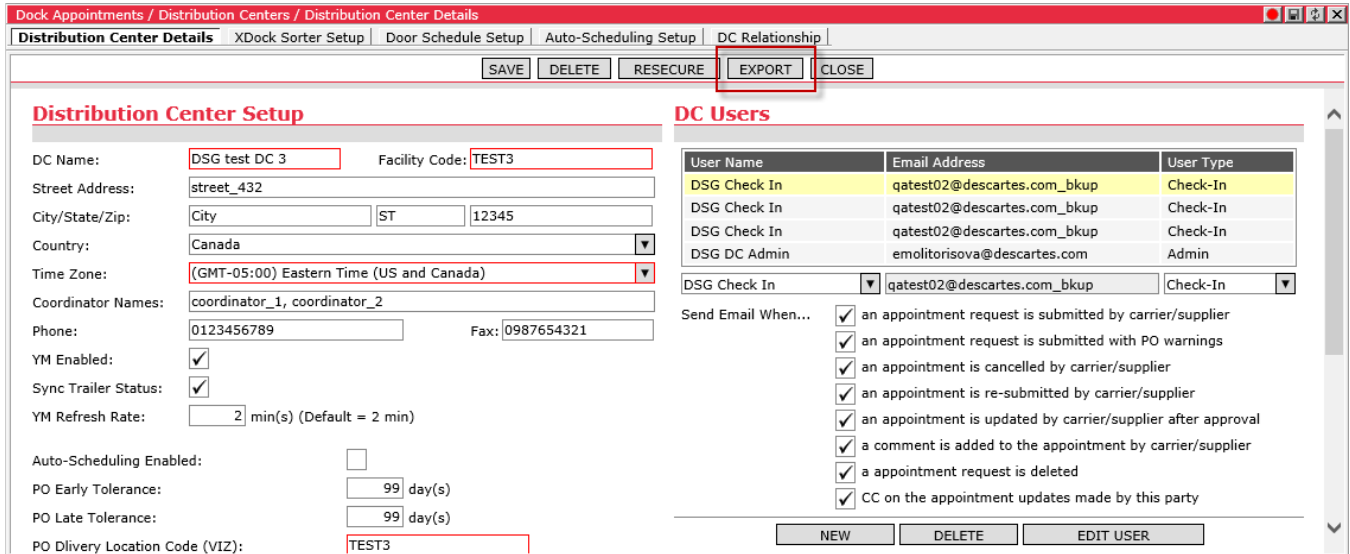 Dock Appointments / Distribution Centers / Distribution Center Details
Distribution Center Details XDock Sorter Setup Door Schedule Setup Auto-Scheduling Setup DC Relationship
SAVE DELETE RESECURE EXPORT CLOSE
Distribution Center Setup
DC Name: DSG test DC 3 Facility Code: TEST3
Street Address: street_432
City/State/Zip: City ST 12345
Country: Canada
Time Zone: (GMT-05:00) Eastern Time (US and Canada)
Coordinator Names: coordinator_1, coordinator_2
Phone: 0123456789 Fax: 0987654321
YM Enabled:
Sync Trailer Status:
YM Refresh Rate: 2 min(s) (Default = 2 min)
Auto-Scheduling Enabled:
PO Early Tolerance: 99 day(s)
PO Late Tolerance: 99 day(s)
PO Dlivery Location Code (VIZ): TEST3
DC Users
User Name Email Address User Type
DSG Check In qatest02@descartes.com_bkup Check-In
DSG Check In qatest02@descartes.com_bkup Check-In
DSG Check In qatest02@descartes.com_bkup Check-In
DSG DC Admin emolitorisova@descartes.com Admin
DSG Check In qatest02@descartes.com_bkup Check-In
Send Email When... an appointment request is submitted by carrier/supplier
an appointment request is submitted with PO warnings
an appointment is cancelled by carrier/supplier
an appointment is re-submitted by carrier/supplier
an appointment is updated by carrier/supplier after approval
a comment is added to the appointment by carrier/supplier
a appointment request is deleted
CC on the appointment updates made by this party
NEW DELETE EDIT USER